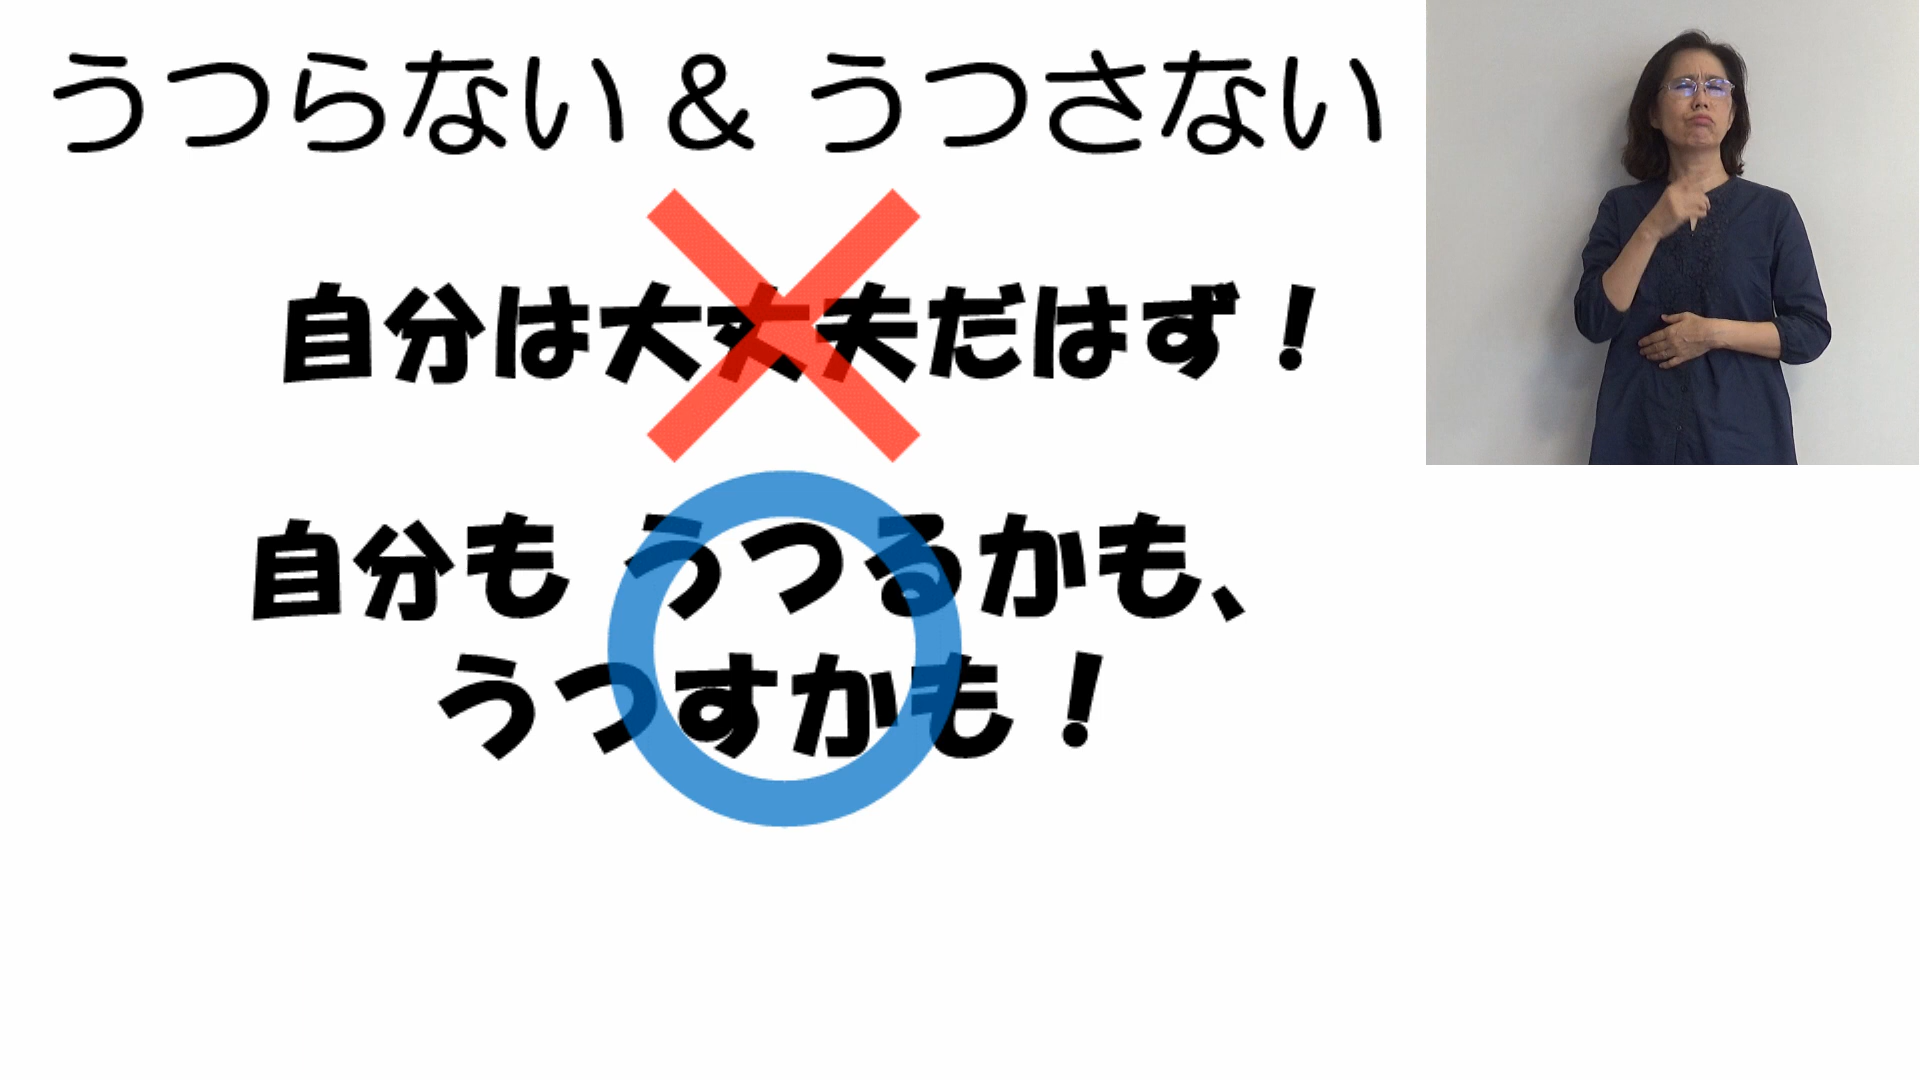 うつらない & うつさない
自分は大丈夫だはず！
自分も うつるかも、
うつすかも！